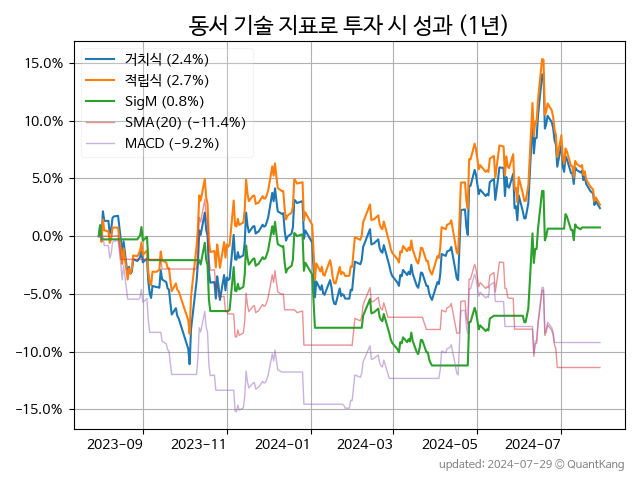 동서 기술 지표로 투자 시 성과 (1년)
거치식 (2.4%)
적립식 (2.7%)
SigM (0.8%)
SMA(20) (−11.4%)
MACD (−9.2%)
15.0%
10.0%
5.0%
0.0%
−5.0%
−10.0%
−15.0%
2023-09 2023-11 2024-01 2024-03 2024-05 2024-07
updated: 2024-07-29 © QuantKang